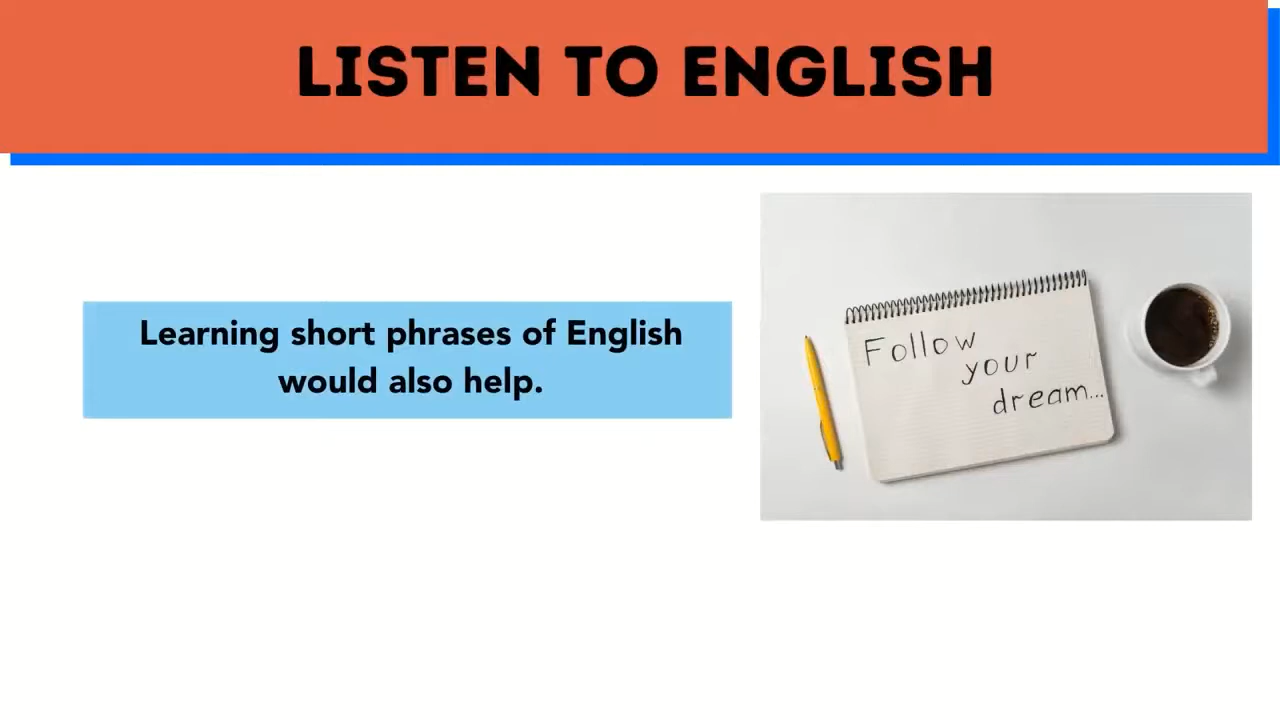 LISTEN TO ENGLISH
Learning short phrases of English
would also help.
Follow
your
dream...